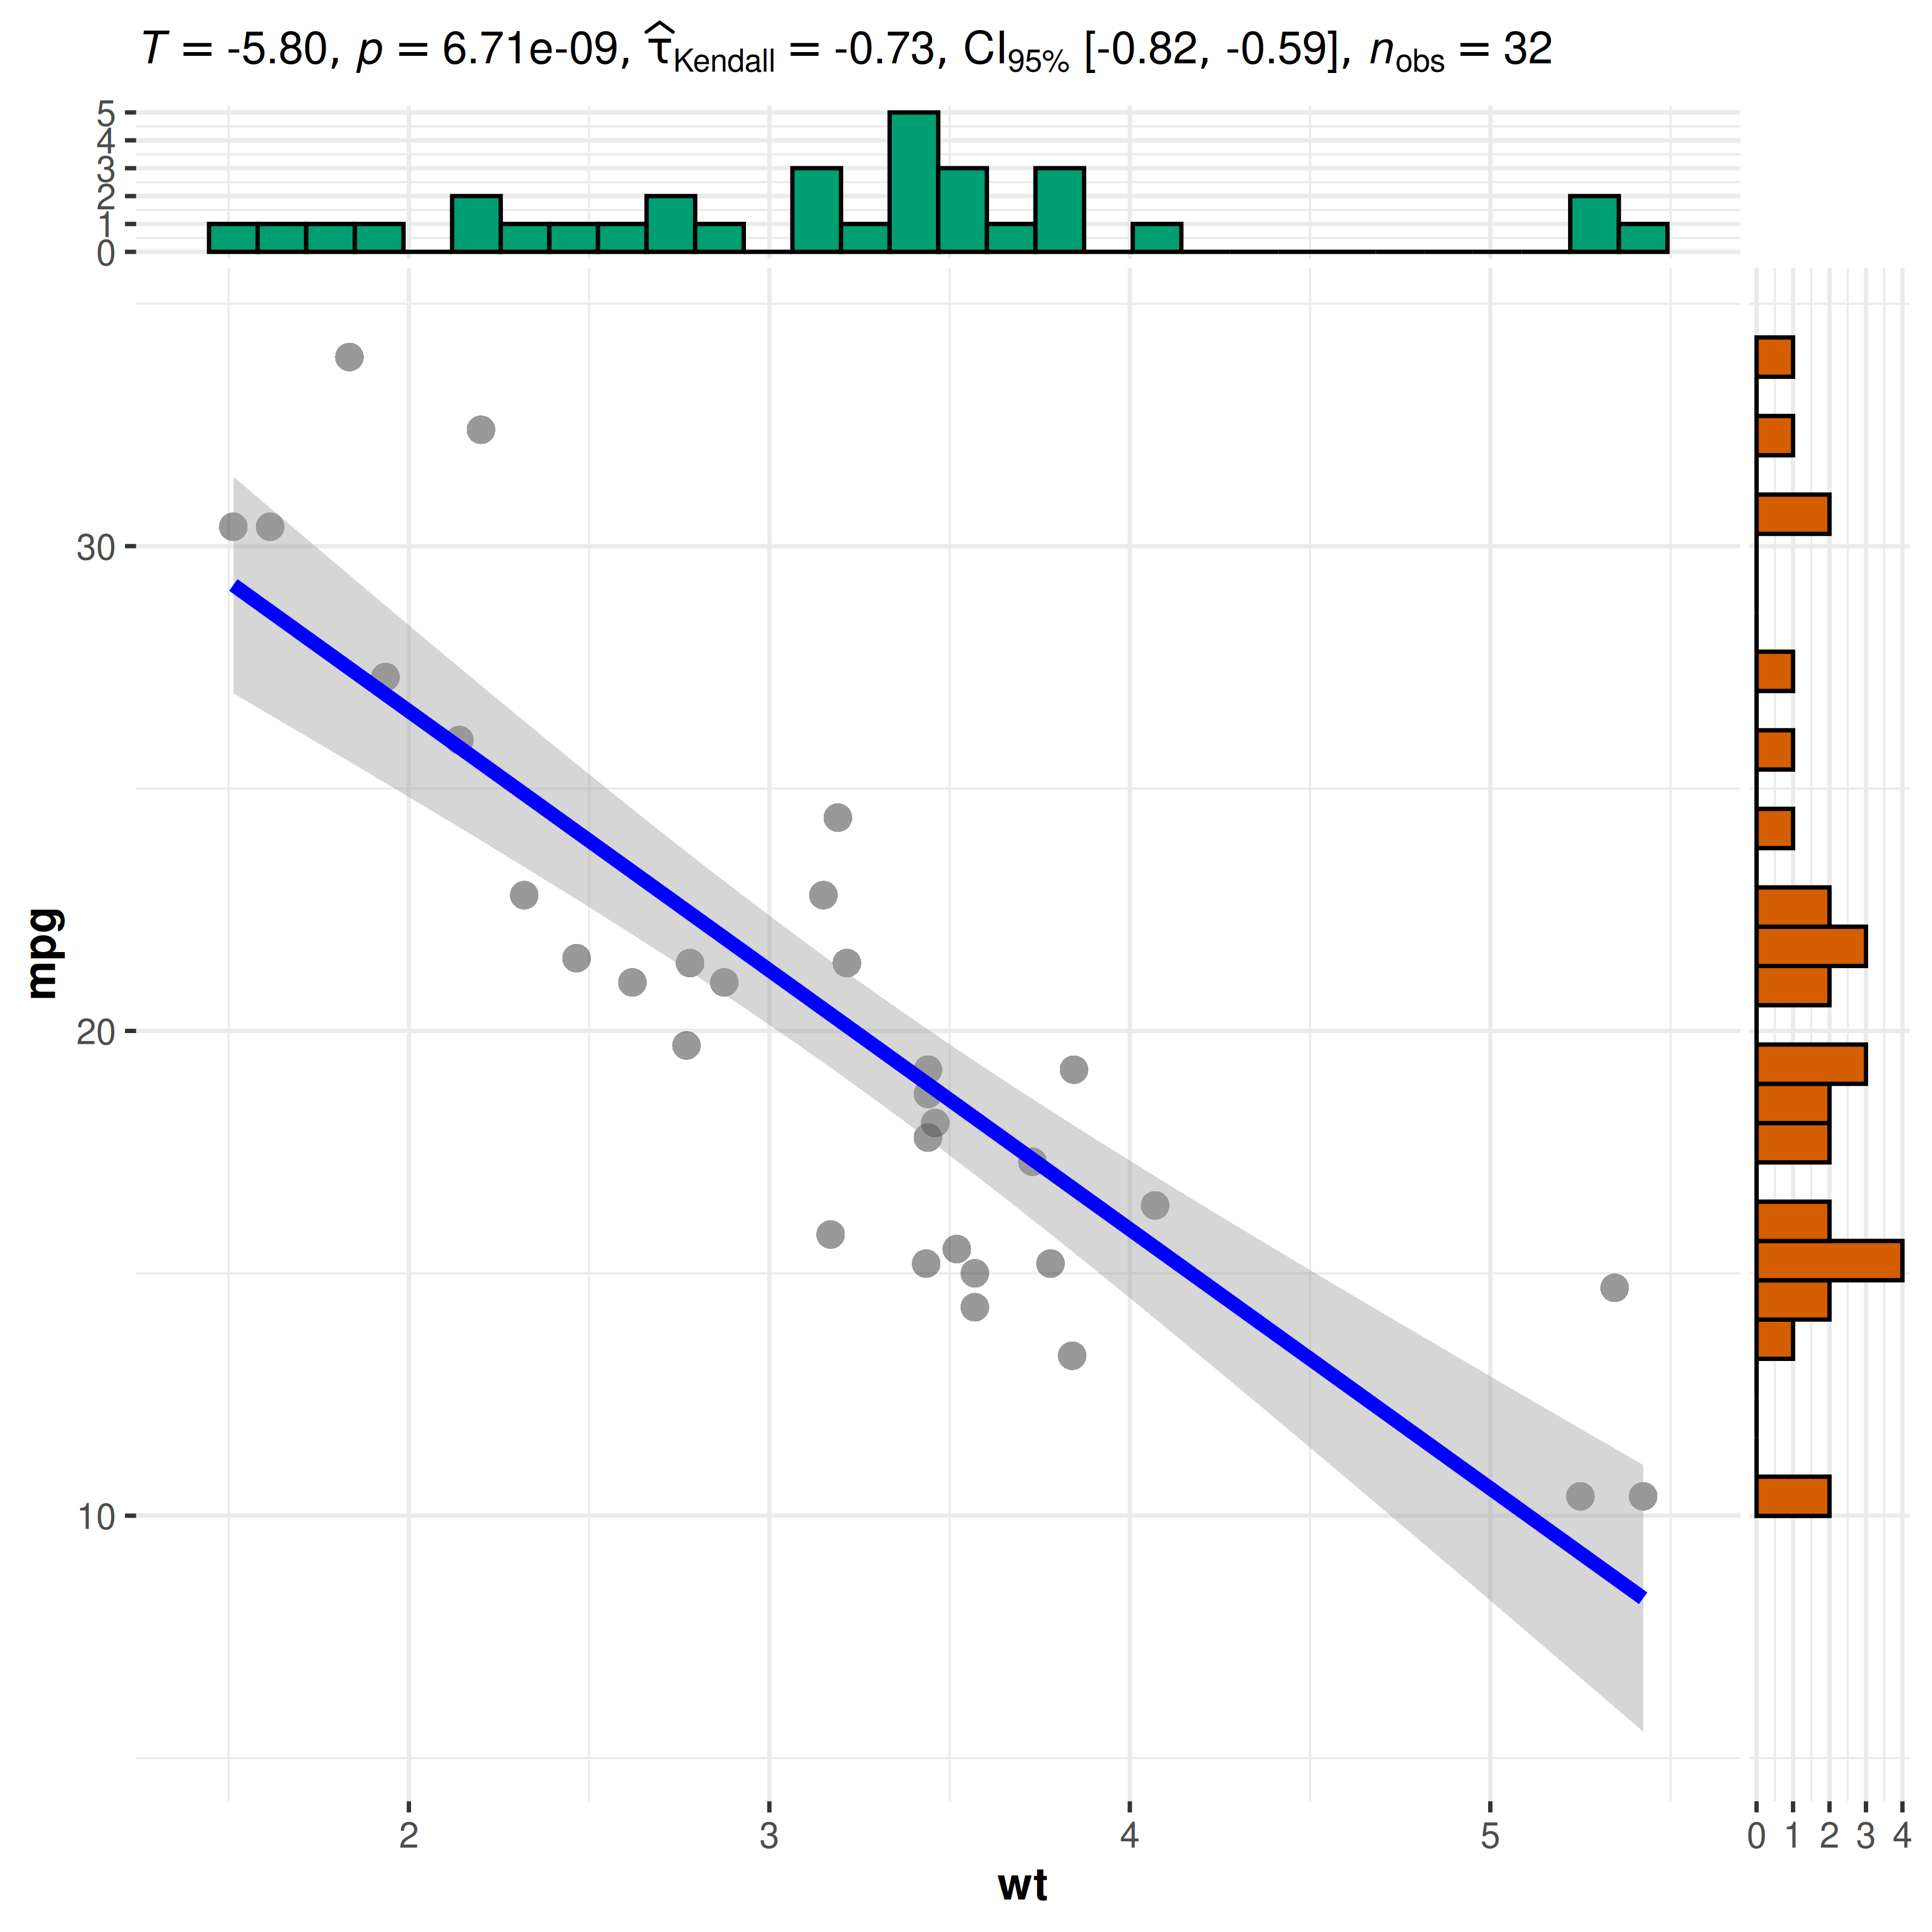 T = -5.80, p = 6.71e-09, τ̂Kendall = -0.73, CI95% [-0.82, -0.59], nobs = 32
5
4
3
2
1
0
30
20
10
mpg
2 3 4 5
0 1 2 3 4
wt